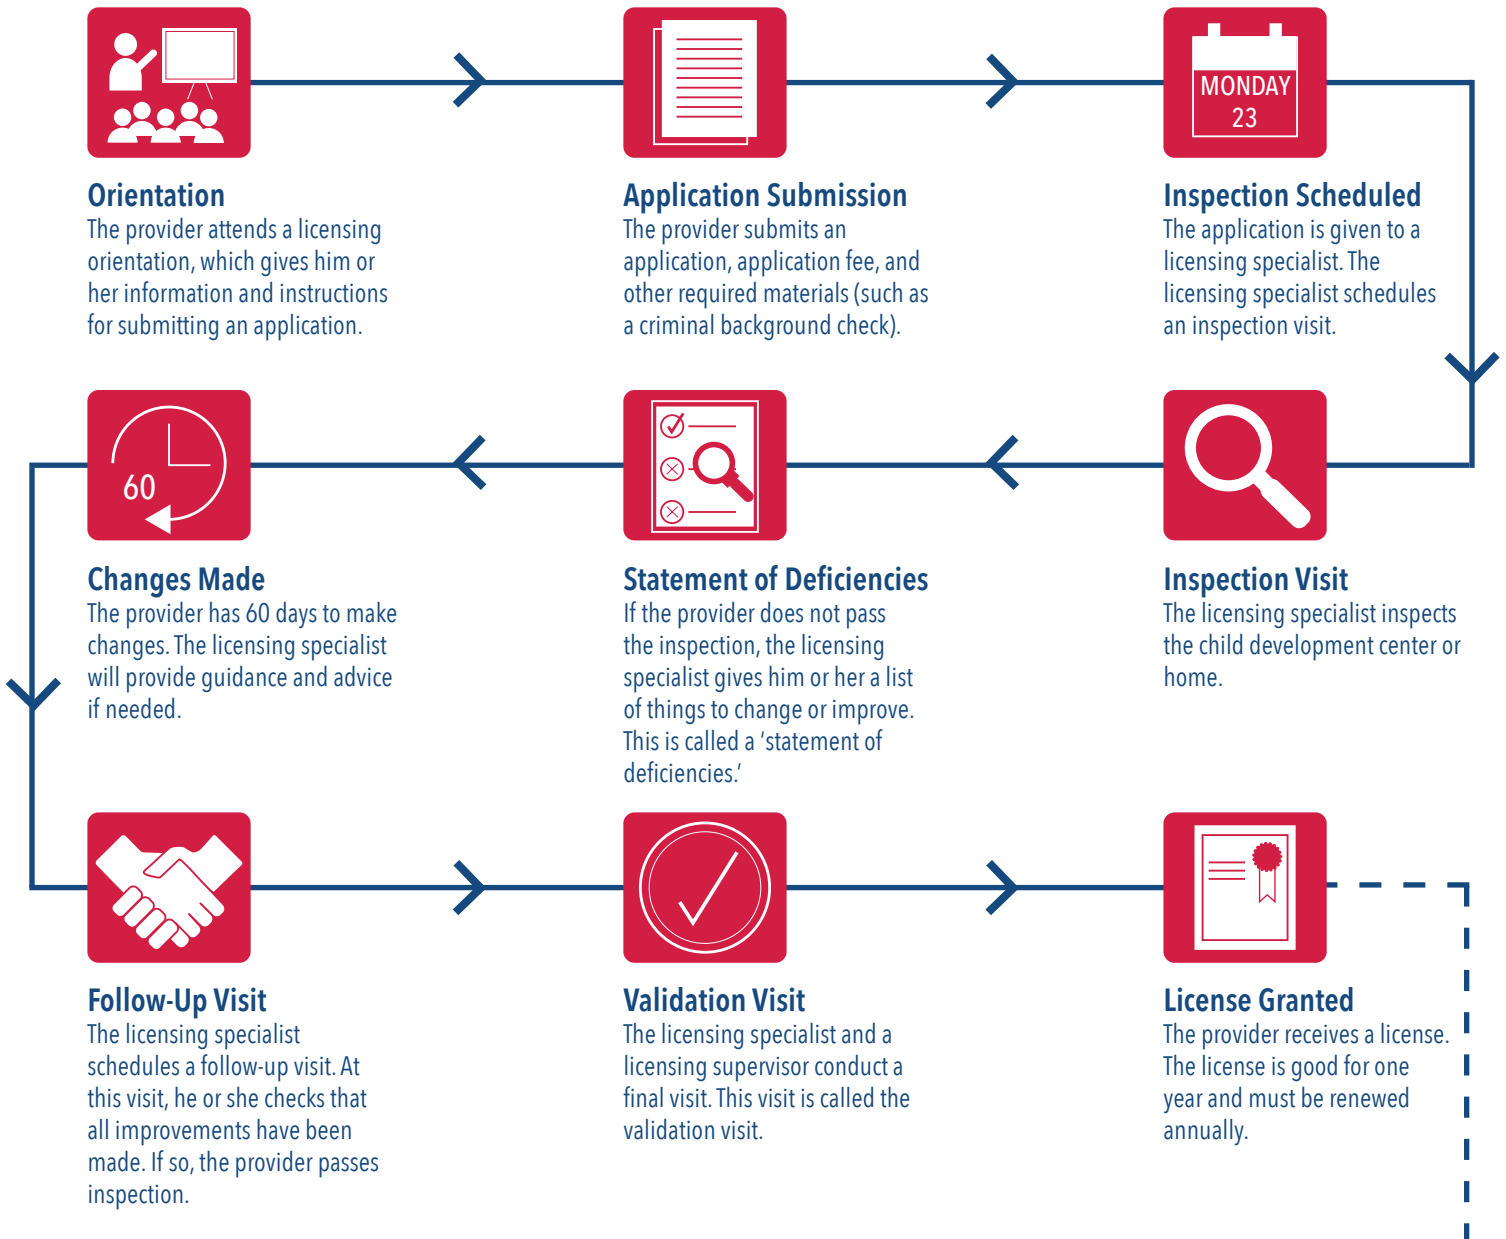 MONDAY
23
Orientation
The provider attends a licensing
orientation, which gives him or
her information and instructions
for submitting an application.
Application Submission
The provider submits an
application, application fee, and
other required materials (such as
a criminal background check).
Inspection Scheduled
The application is given to a
licensing specialist. The
licensing specialist schedules
an inspection visit.
Inspection Visit
The licensing specialist inspects
the child development center or
home.
Statement of Deficiencies
If the provider does not pass
the inspection, the licensing
specialist gives him or her a list
of things to change or improve.
This is called a ‘statement of
deficiencies.’
60
Changes Made
The provider has 60 days to make
changes. The licensing specialist
will provide guidance and advice
if needed.
Follow-Up Visit
The licensing specialist
schedules a follow-up visit. At
this visit, he or she checks that
all improvements have been
made. If so, the provider passes
inspection.
Validation Visit
The licensing specialist and a
licensing supervisor conduct a
final visit. This visit is called the
validation visit.
License Granted
The provider receives a license.
The license is good for one
year and must be renewed
annually.